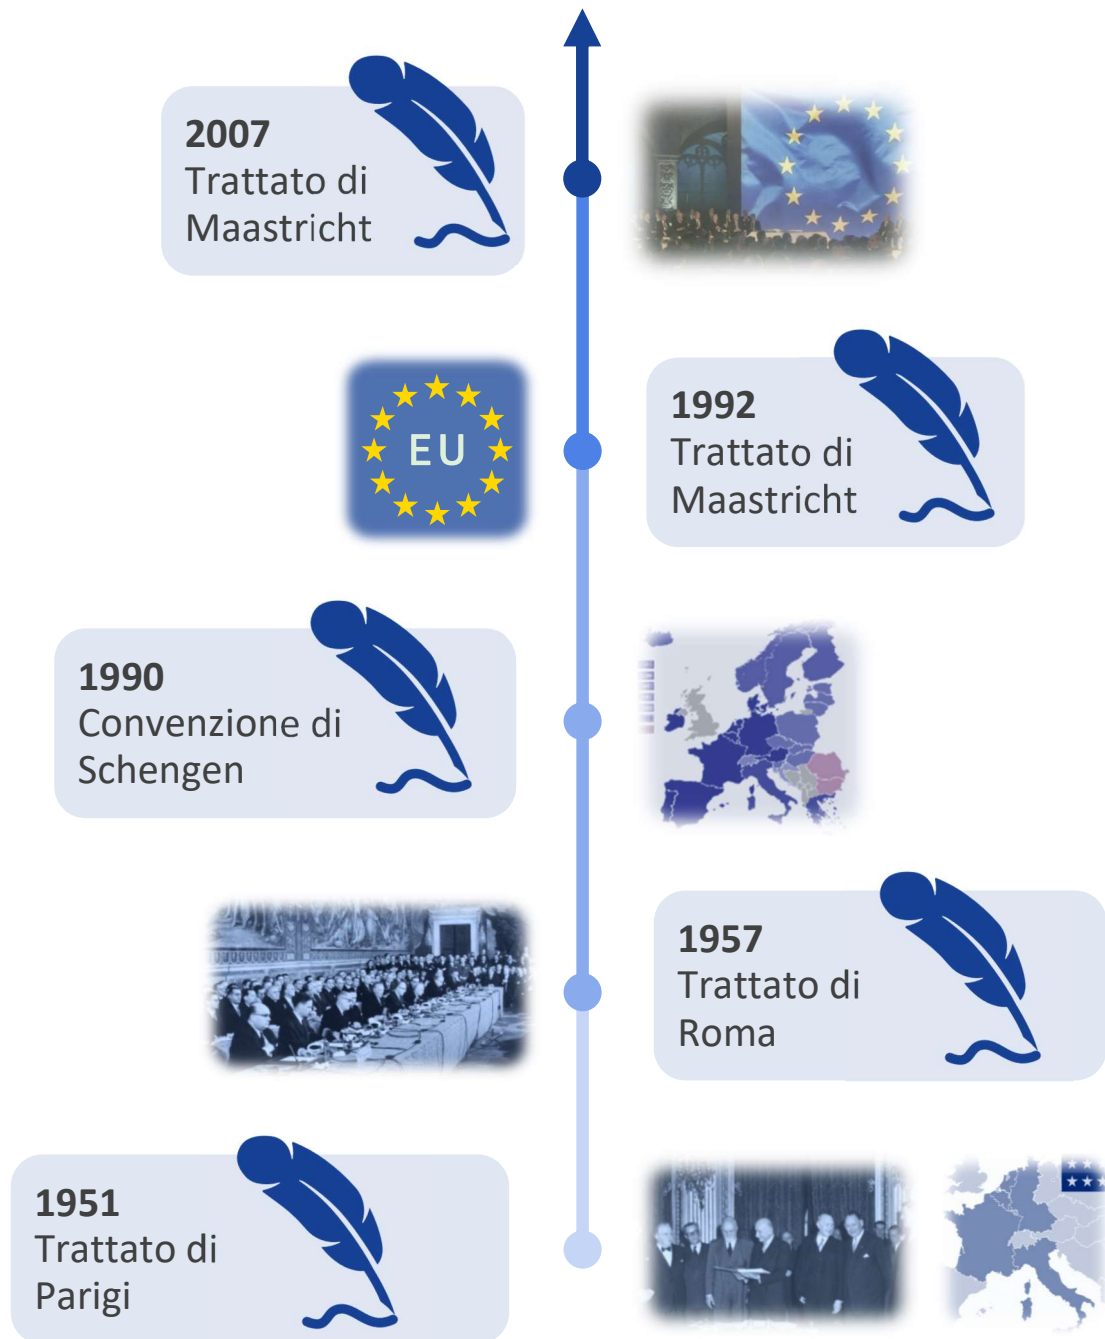 2007
Trattato di
Maastricht
EU
1992
Trattato di
Maastricht
1990
Convenzione di
Schengen
1957
Trattato di
Roma
1951
Trattato di
Parigi